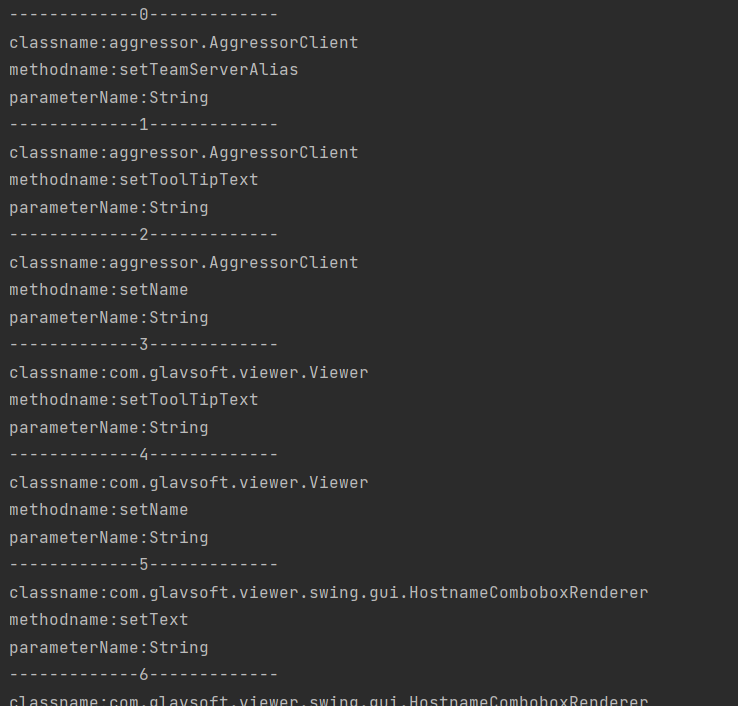 -------------0-------------
classname:aggressor.AggressorClient
methodname:setTeamServerAlias
parameterName:String
-------------1-------------
classname:aggressor.AggressorClient
methodname:setToolTipText
parameterName:String
-------------2-------------
classname:aggressor.AggressorClient
methodname:setName
parameterName:String
-------------3-------------
classname:com.glavsoft.viewer.Viewer
methodname:setToolTipText
parameterName:String
-------------4-------------
classname:com.glavsoft.viewer.Viewer
methodname:setName
parameterName:String
-------------5-------------
classname:com.glavsoft.viewer.swing.gui.HostnameComboboxRenderer
methodname:setText
parameterName:String
-------------6-------------
classname:com.glavsoft.viewer.swing.gui.HostnameComboboxRenderer